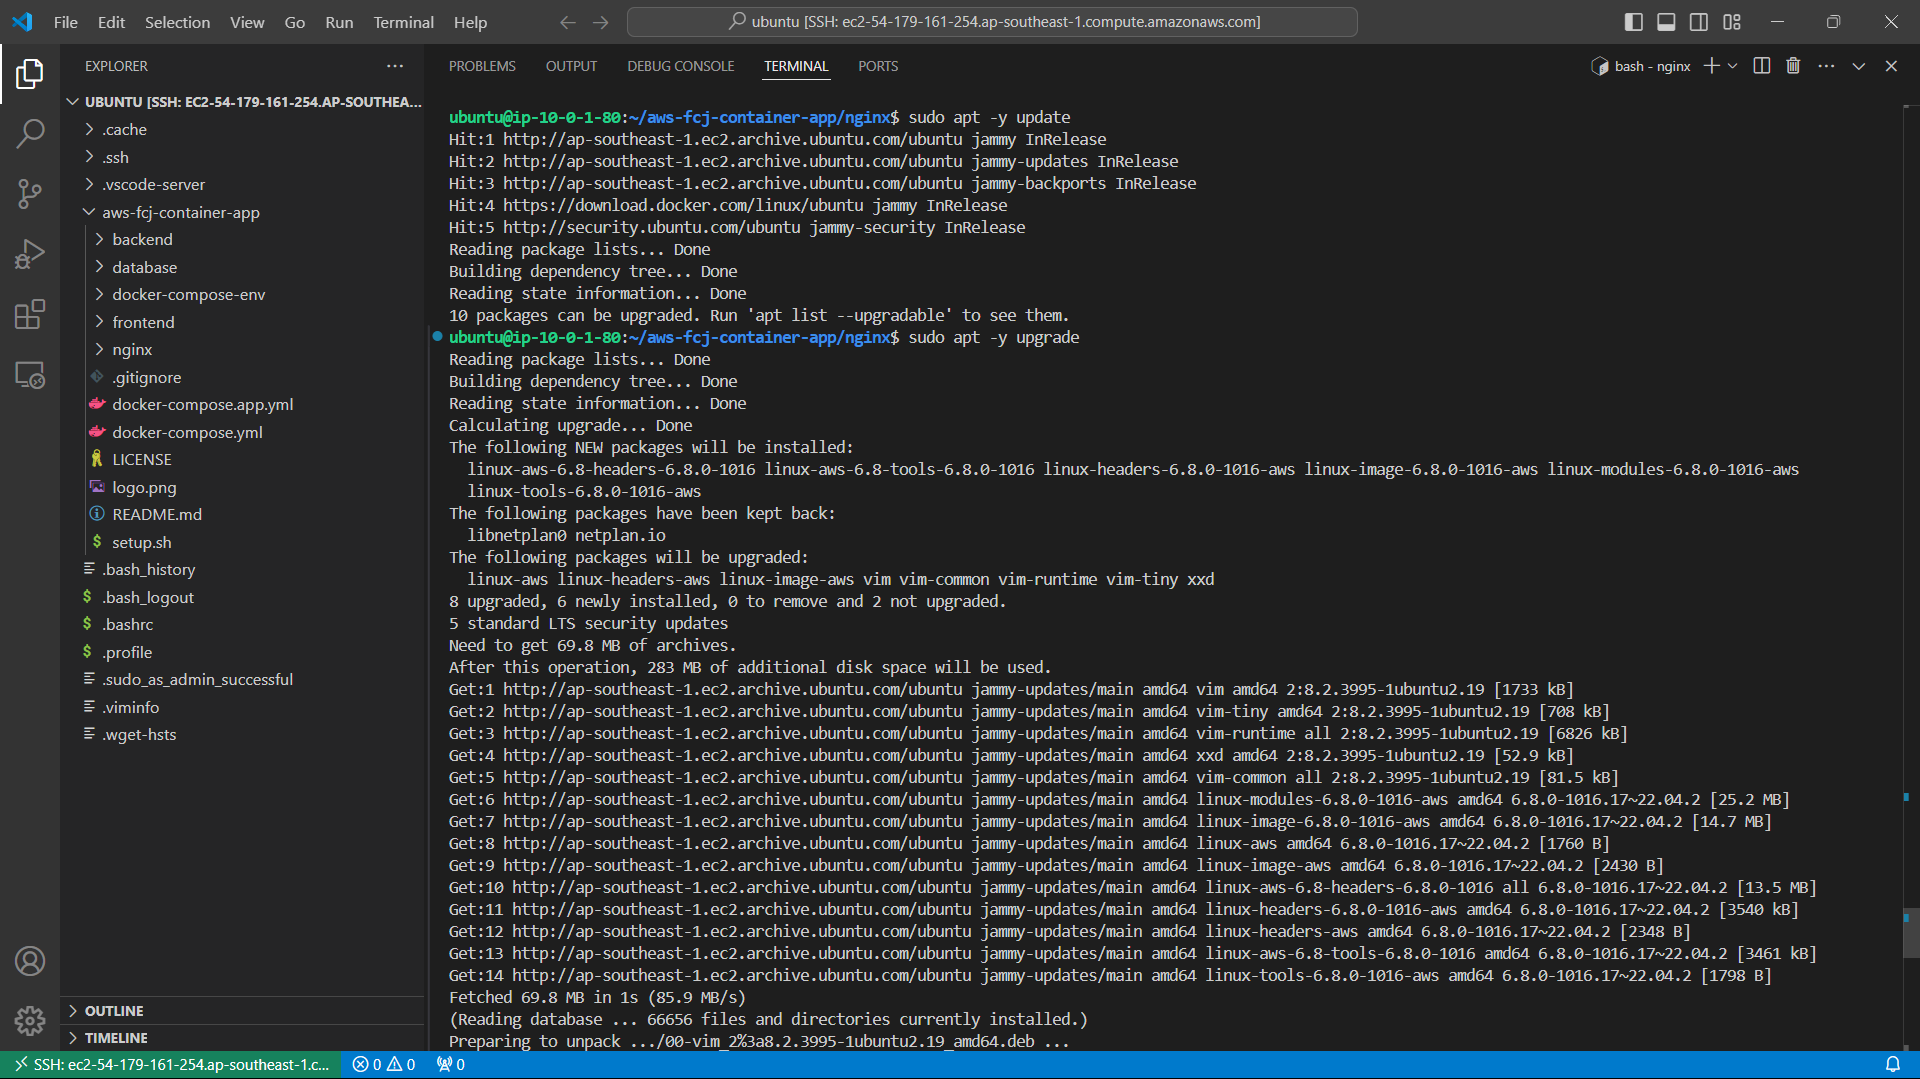 File Edit Selection View Go Run Terminal Help
ubuntu [SSH: ec2-54-179-161-254.ap-southeast-1.compute.amazonaws.com]
EXPLORER
UBUNTU [SSH: EC2-54-179-161-254.AP-SOUTHEA...
.cache
.ssh
.vscode-server
aws-fcj-container-app
backend
database
docker-compose-env
frontend
nginx
.gitignore
docker-compose.app.yml
docker-compose.yml
LICENSE
logo.png
README.md
setup.sh
.bash_history
.bash_logout
.bashrc
.profile
.sudo_as_admin_successful
.viminfo
.wget-hsts
OUTLINE
TIMELINE
PROBLEMS OUTPUT DEBUG CONSOLE TERMINAL PORTS
bash - nginx
ubuntu@ip-10-0-1-80:~/aws-fcj-container-app/nginx$ sudo apt -y update
Hit:1 http://ap-southeast-1.ec2.archive.ubuntu.com/ubuntu jammy InRelease
Hit:2 http://ap-southeast-1.ec2.archive.ubuntu.com/ubuntu jammy-updates InRelease
Hit:3 http://ap-southeast-1.ec2.archive.ubuntu.com/ubuntu jammy-backports InRelease
Hit:4 https://download.docker.com/linux/ubuntu jammy InRelease
Hit:5 http://security.ubuntu.com/ubuntu jammy-security InRelease
Reading package lists... Done
Building dependency tree... Done
Reading state information... Done
10 packages can be upgraded. Run 'apt list --upgradable' to see them.
ubuntu@ip-10-0-1-80:~/aws-fcj-container-app/nginx$ sudo apt -y upgrade
Reading package lists... Done
Building dependency tree... Done
Reading state information... Done
Calculating upgrade... Done
The following NEW packages will be installed:
linux-aws-6.8-headers-6.8.0-1016 linux-aws-6.8-tools-6.8.0-1016 linux-headers-6.8.0-1016-aws linux-image-6.8.0-1016-aws linux-modules-6.8.0-1016-aws
linux-tools-6.8.0-1016-aws
The following packages have been kept back:
libnetplan0 netplan.io
The following packages will be upgraded:
linux-aws linux-headers-aws linux-image-aws vim vim-common vim-runtime vim-tiny xxd
8 upgraded, 6 newly installed, 0 to remove and 2 not upgraded.
5 standard LTS security updates
Need to get 69.8 MB of archives.
After this operation, 283 MB of additional disk space will be used.
Get:1 http://ap-southeast-1.ec2.archive.ubuntu.com/ubuntu jammy-updates/main amd64 vim amd64 2:8.2.3995-1ubuntu2.19 [1733 kB]
Get:2 http://ap-southeast-1.ec2.archive.ubuntu.com/ubuntu jammy-updates/main amd64 vim-tiny amd64 2:8.2.3995-1ubuntu2.19 [708 kB]
Get:3 http://ap-southeast-1.ec2.archive.ubuntu.com/ubuntu jammy-updates/main amd64 vim-runtime all 2:8.2.3995-1ubuntu2.19 [6826 kB]
Get:4 http://ap-southeast-1.ec2.archive.ubuntu.com/ubuntu jammy-updates/main amd64 xxd amd64 2:8.2.3995-1ubuntu2.19 [52.9 kB]
Get:5 http://ap-southeast-1.ec2.archive.ubuntu.com/ubuntu jammy-updates/main amd64 vim-common all 2:8.2.3995-1ubuntu2.19 [81.5 kB]
Get:6 http://ap-southeast-1.ec2.archive.ubuntu.com/ubuntu jammy-updates/main amd64 linux-modules-6.8.0-1016-aws amd64 6.8.0-1016.17~22.04.2 [25.2 MB]
Get:7 http://ap-southeast-1.ec2.archive.ubuntu.com/ubuntu jammy-updates/main amd64 linux-image-6.8.0-1016-aws amd64 6.8.0-1016.17~22.04.2 [14.7 MB]
Get:8 http://ap-southeast-1.ec2.archive.ubuntu.com/ubuntu jammy-updates/main amd64 linux-aws amd64 6.8.0-1016.17~22.04.2 [1760 B]
Get:9 http://ap-southeast-1.ec2.archive.ubuntu.com/ubuntu jammy-updates/main amd64 linux-image-aws amd64 6.8.0-1016.17~22.04.2 [2430 B]
Get:10 http://ap-southeast-1.ec2.archive.ubuntu.com/ubuntu jammy-updates/main amd64 linux-aws-6.8-headers-6.8.0-1016 all 6.8.0-1016.17~22.04.2 [13.5 MB]
Get:11 http://ap-southeast-1.ec2.archive.ubuntu.com/ubuntu jammy-updates/main amd64 linux-headers-6.8.0-1016-aws amd64 6.8.0-1016.17~22.04.2 [3540 kB]
Get:12 http://ap-southeast-1.ec2.archive.ubuntu.com/ubuntu jammy-updates/main amd64 linux-headers-aws amd64 6.8.0-1016.17~22.04.2 [2348 B]
Get:13 http://ap-southeast-1.ec2.archive.ubuntu.com/ubuntu jammy-updates/main amd64 linux-aws-6.8-tools-6.8.0-1016 amd64 6.8.0-1016.17~22.04.2 [3461 kB]
Get:14 http://ap-southeast-1.ec2.archive.ubuntu.com/ubuntu jammy-updates/main amd64 linux-tools-6.8.0-1016-aws amd64 6.8.0-1016.17~22.04.2 [1798 B]
Fetched 69.8 MB in 1s (85.9 MB/s)
(Reading database ... 66656 files and directories currently installed.)
Preparing to unpack .../00-vim_2%3a8.2.3995-1ubuntu2.19_amd64.deb ...
SSH: ec2-54-179-161-254.ap-southeast-1.c... 0 0 0